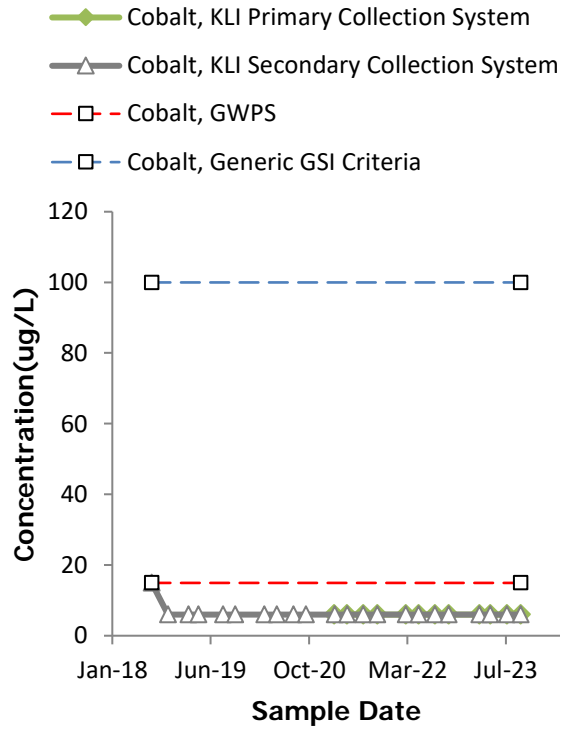 Cobalt, KLI Primary Collection System
Cobalt, KLI Secondary Collection System
Cobalt, GWPS
Cobalt, Generic GSI Criteria
120
100
80
60
40
20
0
Concentration(ug/L)
Jan-18 Jun-19 Oct-20 Mar-22 Jul-23
Sample Date